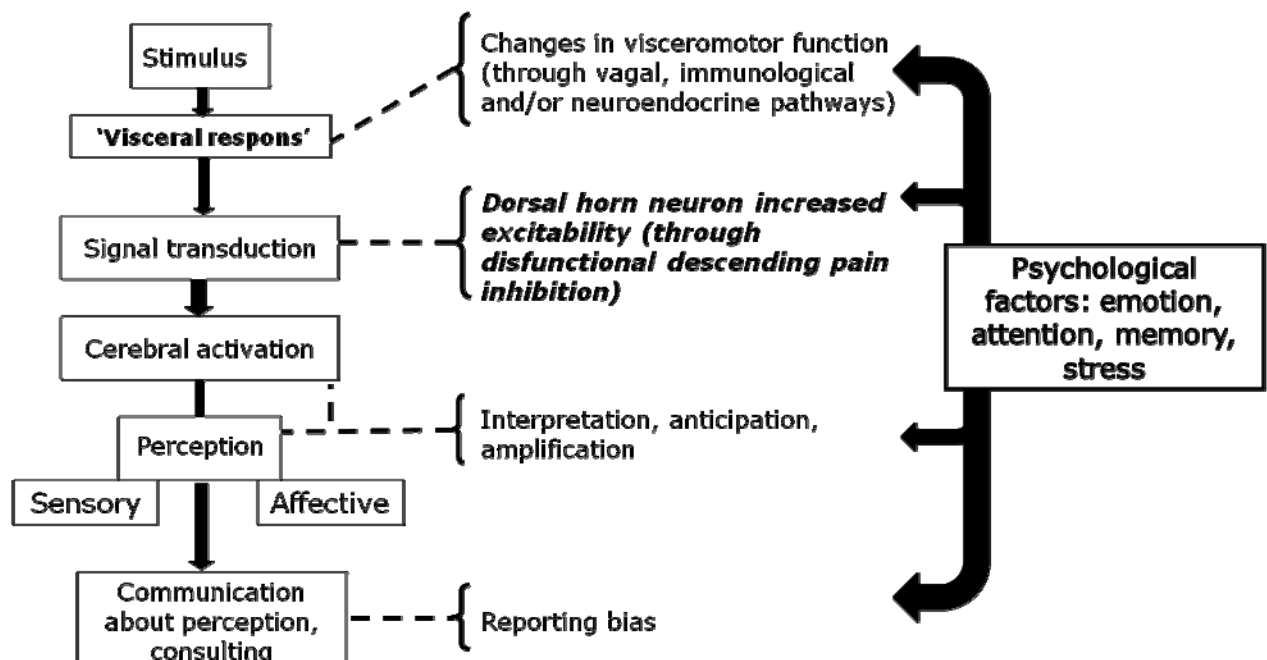 Stimulus
'Visceral respons'
Signal transduction
Cerebral activation
Perception
Sensory
Affective
Communication
about perception,
consulting
Changes in visceromotor function
(through vagal, immunological
and/or neuroendocrine pathways)
Dorsal horn neuron increased
excitability (through
disfunctional descending pain
inhibition)
Interpretation, anticipation,
amplification
Reporting bias
Psychological
factors: emotion,
attention, memory,
stress